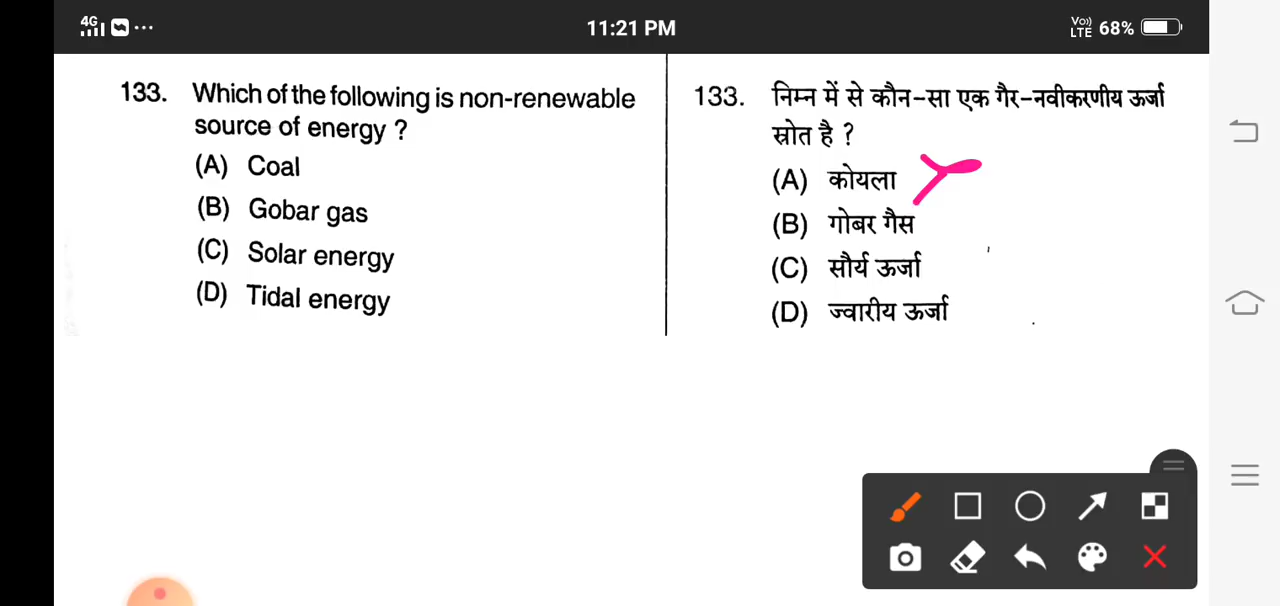 4G 11:21 PM Vo) LTE 68%
133. Which of the following is non-renewable
source of energy ?
(A) Coal
(B) Gobar gas
(C) Solar energy
(D) Tidal energy
133. निम्न में से कौन-सा एक गैर-नवीकरणीय ऊर्जा
स्रोत है ?
(A) कोयला
(B) गोबर गैस
(C) सौर्य ऊर्जा
(D) ज्वारीय ऊर्जा